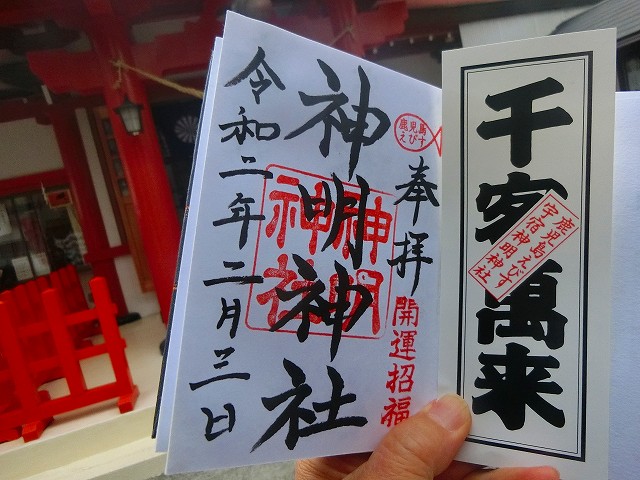 千客萬来
鹿児島えびす
宇宿神明神社
鹿児島
えびす
奉拝
開運招福
神明神社
神明
神社
令和二年二月三日